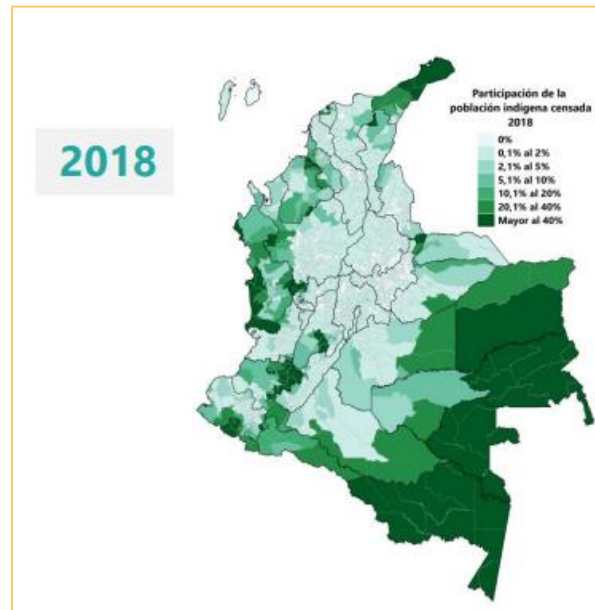 2018
Participación de la
población indígena censada
2018
0%
0,1% al 2%
2,1% al 5%
5,1% al 10%
10,1% al 20%
20,1% al 40%
Mayor al 40%